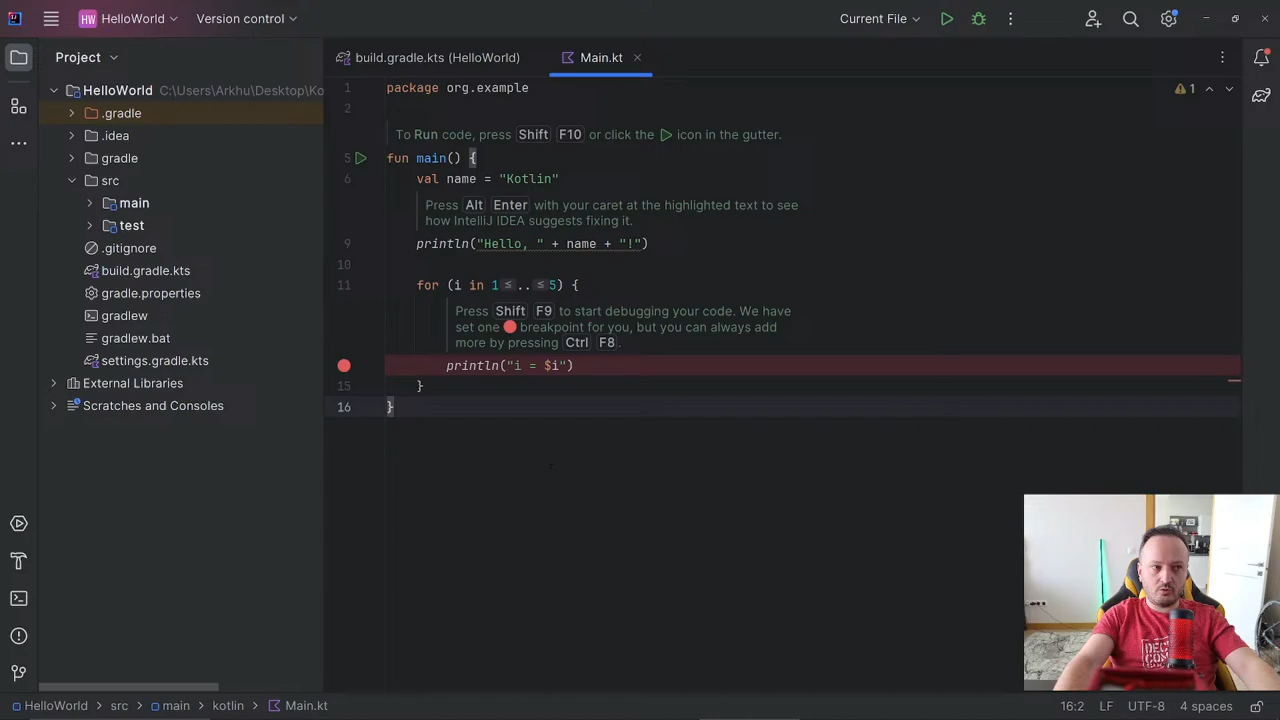 HW HelloWorld Version control Current File
Project
build.gradle.kts (HelloWorld) Main.kt
HelloWorld C:\Users\Arkhu\Desktop\Ko
.gradle
.idea
gradle
src
main
test
.gitignore
build.gradle.kts
gradle.properties
gradlew
gradlew.bat
settings.gradle.kts
External Libraries
Scratches and Consoles
1 package org.example
1
2
To Run code, press Shift F10 or click the icon in the gutter.
5 fun main() {
6 val name = "Kotlin"
Press Alt Enter with your caret at the highlighted text to see
how IntelliJ IDEA suggests fixing it.
9 println("Hello, " + name + "!")
10
11 for (i in 1≤..≤5) {
Press Shift F9 to start debugging your code. We have
set one breakpoint for you, but you can always add
more by pressing Ctrl F8.
println("i = $i")
15 }
16 }
HelloWorld src main kotlin Main.kt
16:2 LF UTF-8 4 spaces